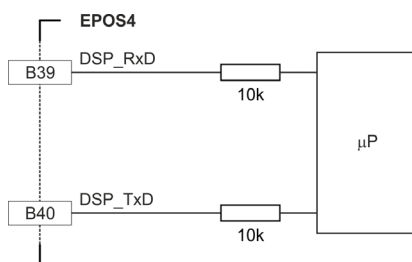 EPOS4
B39
DSP_RxD
10k
µP
B40
DSP_TxD
10k